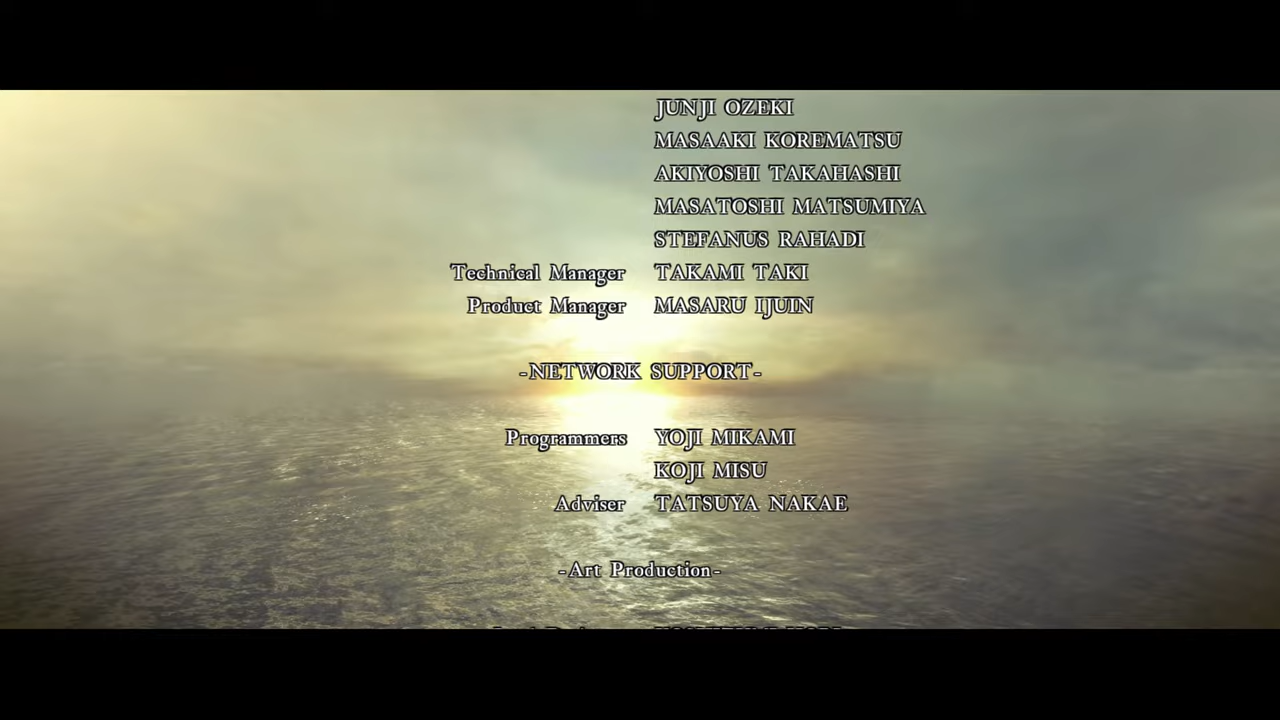 JUNJI OZEKI
MASAAKI KOREMATSU
AKIYOSHI TAKAHASHI
MASATOSHI MATSUMIYA
STEFANUS RAHADI
Technical Manager TAKAMI TAKI
Product Manager MASARU IJUIN
-NETWORK SUPPORT-
Programmers YOJI MIKAMI
KOJI MISU
Adviser TATSUYA NAKAE
-Art Production-